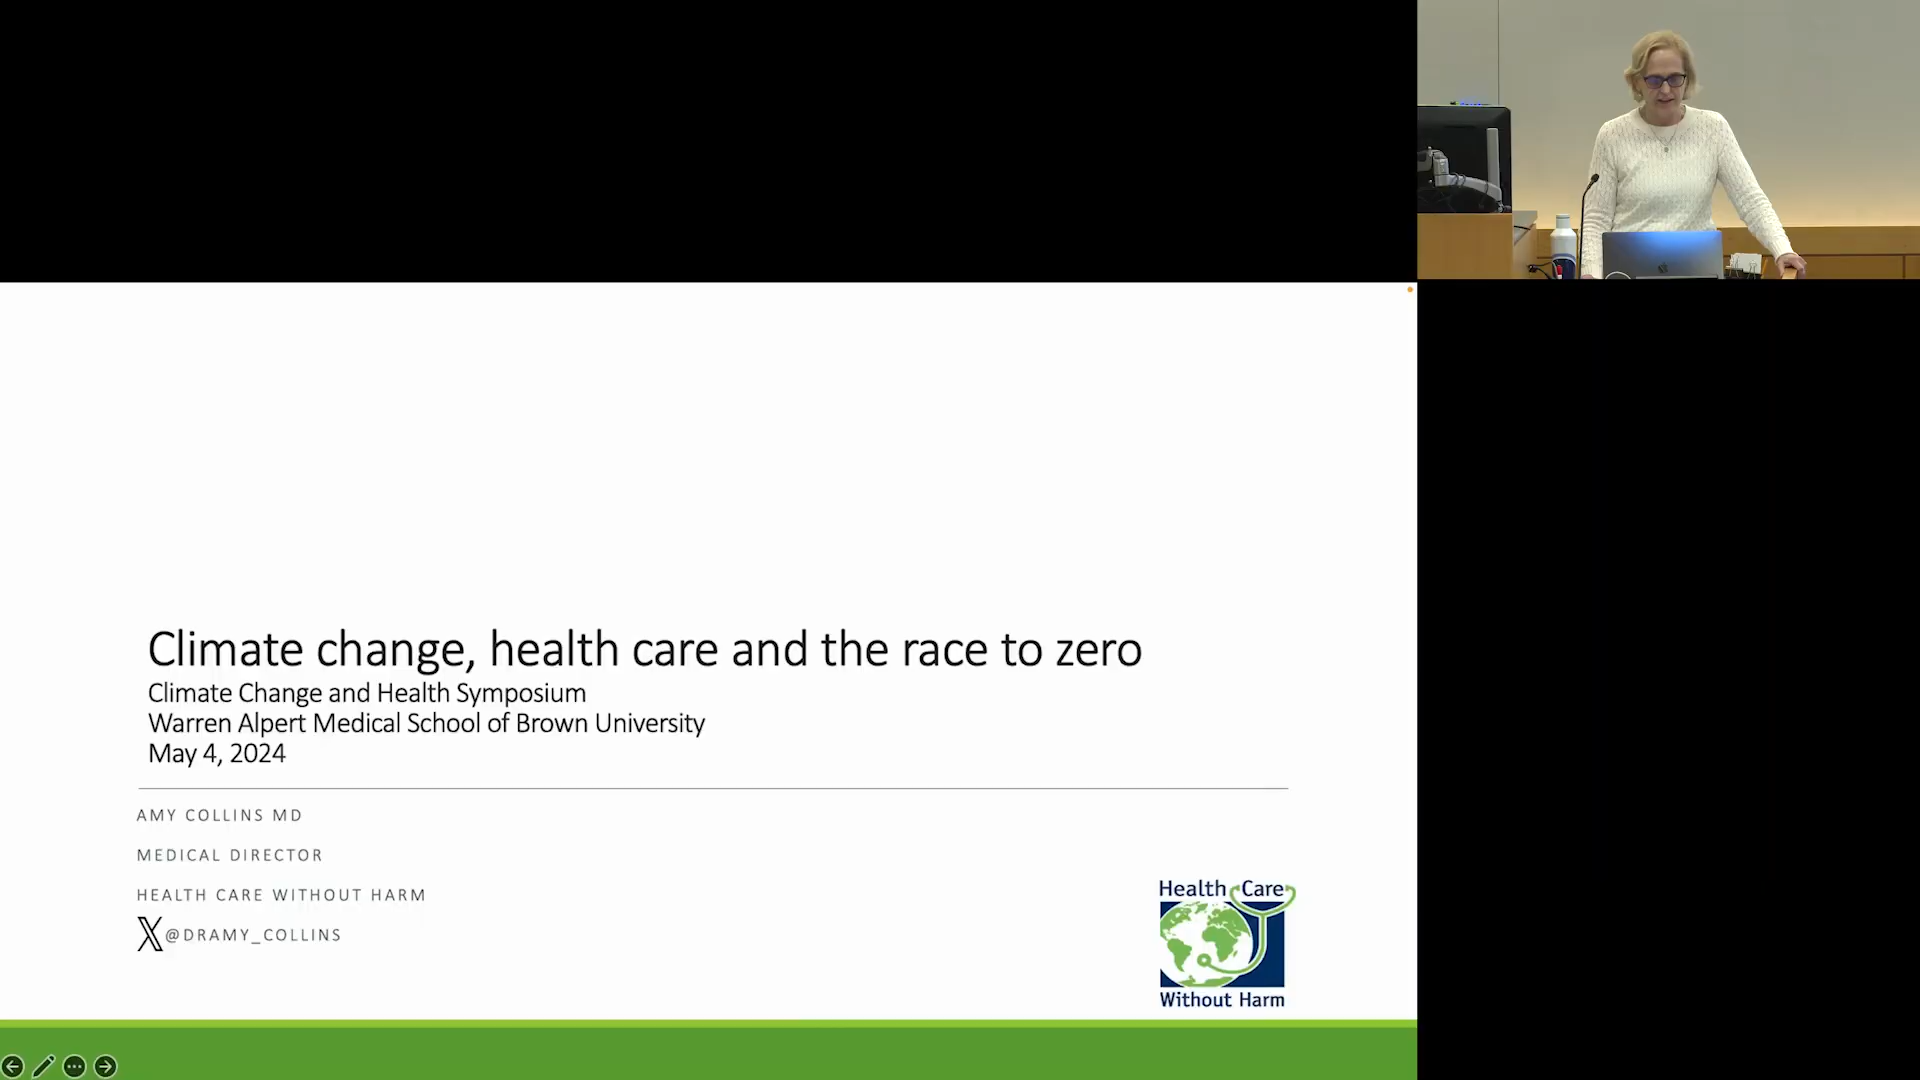 Climate change, health care and the race to zero
Climate Change and Health Symposium
Warren Alpert Medical School of Brown University
May 4, 2024
AMY COLLINS MD
MEDICAL DIRECTOR
HEALTH CARE WITHOUT HARM
@DRAMY_COLLINS
Health Care
Without Harm